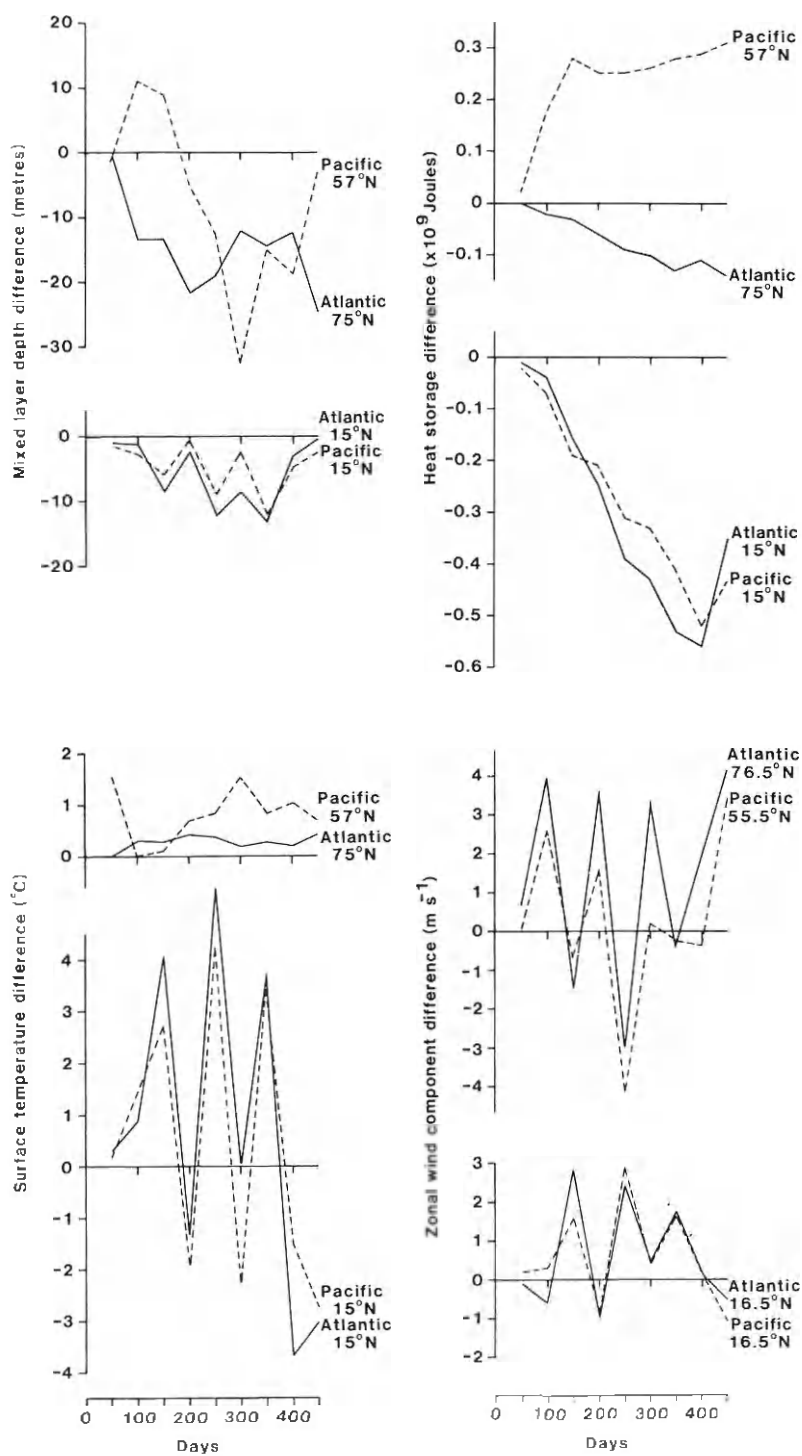 Mixed layer depth difference (metres)
20
10
0
-10
-20
-30
Pacific
57°N
Atlantic
75°N
0
-10
-20
Atlantic
15°N
Pacific
15°N
Heat storage difference (x10⁹ Joules)
0.3
0.2
0.1
0
-0.1
Pacific
57°N
Atlantic
75°N
0
-0.1
-0.2
-0.3
-0.4
-0.5
-0.6
Atlantic
15°N
Pacific
15°N
Surface temperature difference (°C)
2
1
0
Pacific
57°N
Atlantic
75°N
4
3
2
1
0
-1
-2
-3
-4
Pacific
15°N
Atlantic
15°N
0 100 200 300 400
Days
Zonal wind component difference (m s⁻¹)
4
3
2
1
0
-1
-2
-3
-4
Atlantic
76.5°N
Pacific
55.5°N
3
2
1
0
-1
-2
Atlantic
16.5°N
Pacific
16.5°N
0 100 200 300 400
Days